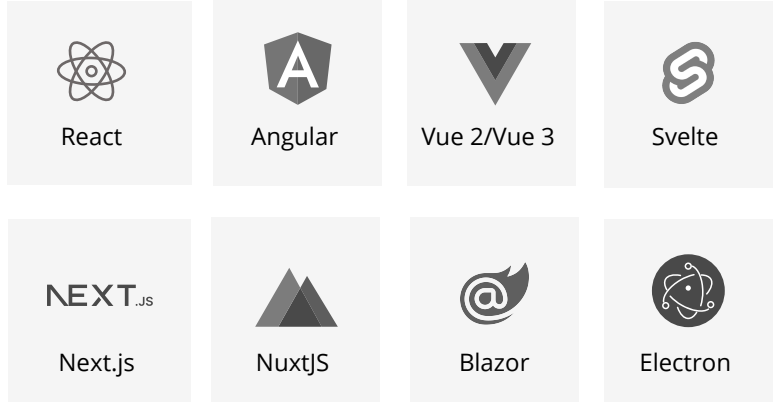 React
Angular
Vue 2/Vue 3
Svelte
NEXT.JS
Next.js
NuxtJS
Blazor
Electron